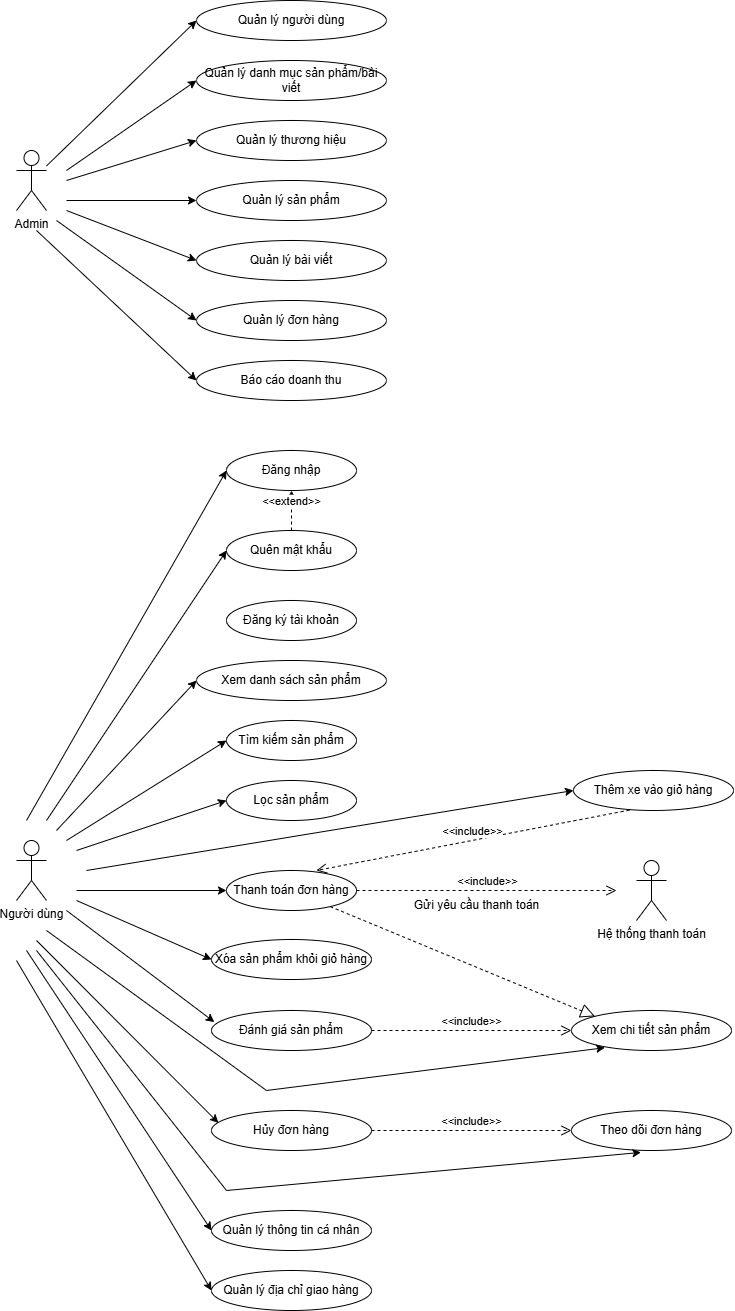 Quản lý người dùng
Quản lý danh mục sản phẩm/bài
viết
Quản lý thương hiệu
Quản lý sản phẩm
Admin
Quản lý bài viết
Quản lý đơn hàng
Báo cáo doanh thu
Đăng nhập
<<extend>>
Quên mật khẩu
Đăng ký tài khoản
Xem danh sách sản phẩm
Tìm kiếm sản phẩm
Lọc sản phẩm
Thêm xe vào giỏ hàng
<<include>>
Thanh toán đơn hàng
<<include>>
Gửi yêu cầu thanh toán
Người dùng
Hệ thống thanh toán
Xóa sản phẩm khỏi giỏ hàng
Đánh giá sản phẩm
<<include>>
Xem chi tiết sản phẩm
Hủy đơn hàng
<<include>>
Theo dõi đơn hàng
Quản lý thông tin cá nhân
Quản lý địa chỉ giao hàng